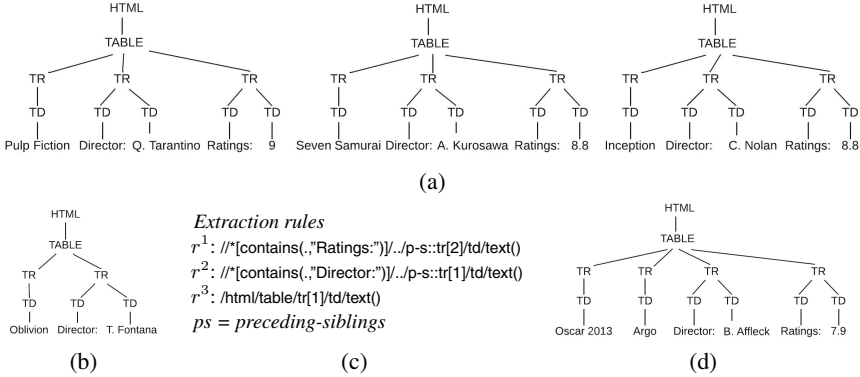 HTML HTML HTML
TABLE TABLE TABLE
TR TR TR TR TR TR TR TR TR
TD TD TD TD TD TD TD TD TD TD TD TD TD TD TD
Pulp Fiction Director: Q. Tarantino Ratings: 9 Seven Samurai Director: A. Kurosawa Ratings: 8.8 Inception Director: C. Nolan Ratings: 8.8
(a)
HTML
TABLE
TR TR
TD TD TD
Oblivion Director: T. Fontana
(b)
Extraction rules
r¹: //*[contains(.,"Ratings:")]/../p-s::tr[2]/td/text()
r²: //*[contains(.,"Director:")]/../p-s::tr[1]/td/text()
r³: /html/table/tr[1]/td/text()
ps = preceding-siblings
(c)
HTML
TABLE
TR TR TR TR
TD TD TD TD TD TD
Oscar 2013 Argo Director: B. Affleck Ratings: 7.9
(d)